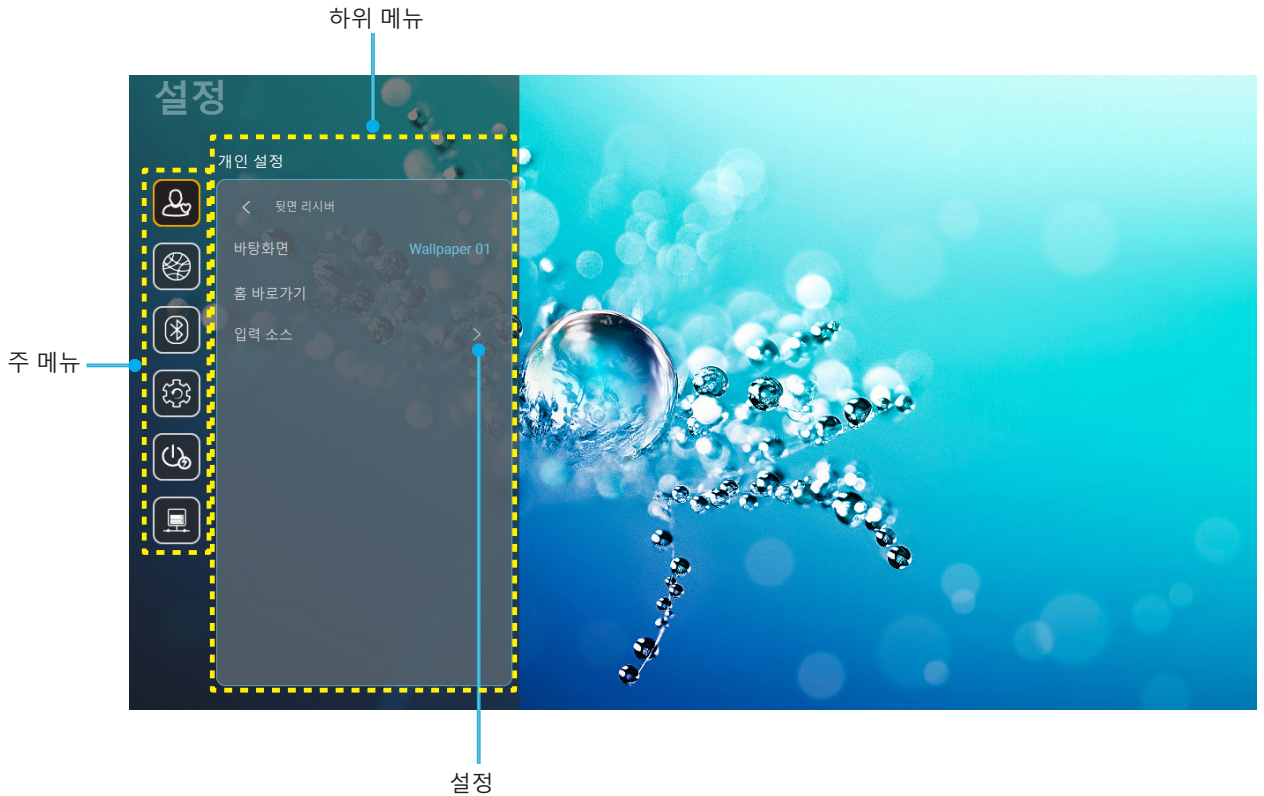 하위 메뉴
설정
개인 설정
뒷면 리시버
바탕화면 Wallpaper 01
홈 바로가기
입력 소스
주 메뉴
설정